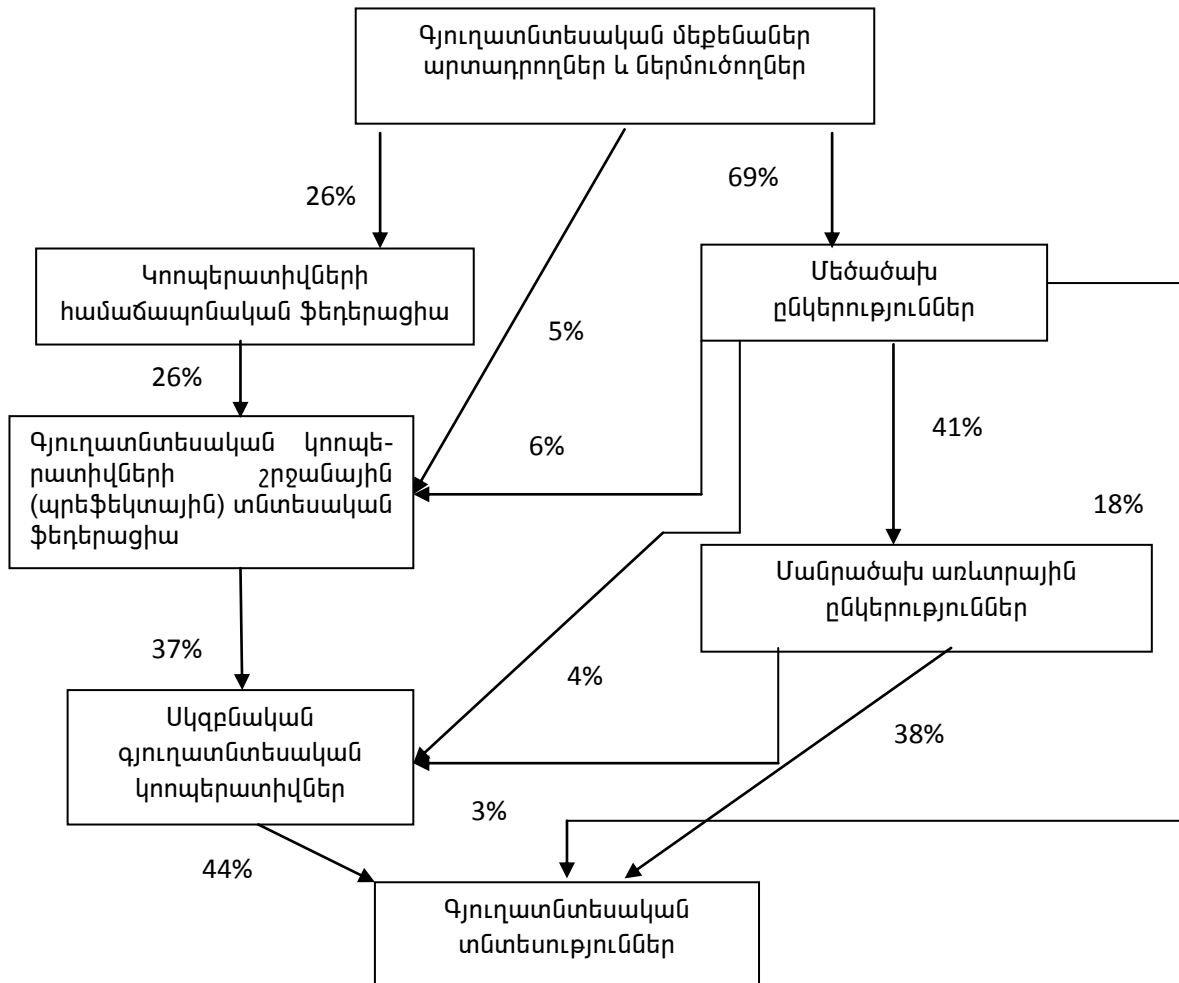 Գյուղատնտեսական մեքենաներ
արտադրողներ և ներմուծողներ
26%
69%
Կոոպերատիվների
համաճապոնական ֆեդերացիա
Մեծածախ
ընկերություններ
5%
26%
41%
Գյուղատնտեսական կոոպե-
րատիվների շրջանային
(պրեֆեկտային) տնտեսական
ֆեդերացիա
6%
18%
Մանրածախ առևտրային
ընկերություններ
37%
4%
Սկզբնական
գյուղատնտեսական
կոոպերատիվներ
38%
3%
44%
Գյուղատնտեսական
տնտեսություններ